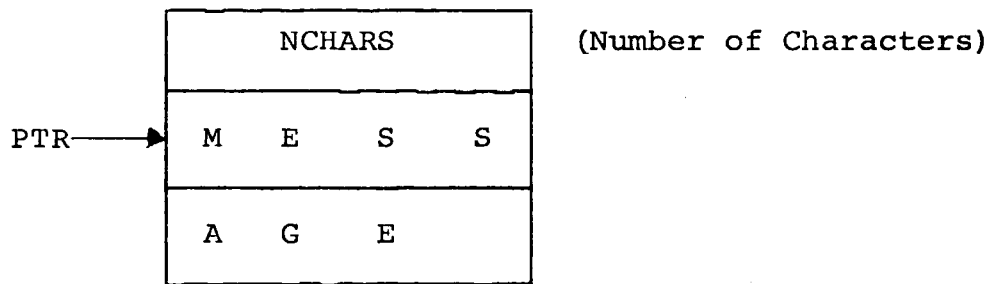 NCHARS (Number of Characters)
PTR M E S S
A G E